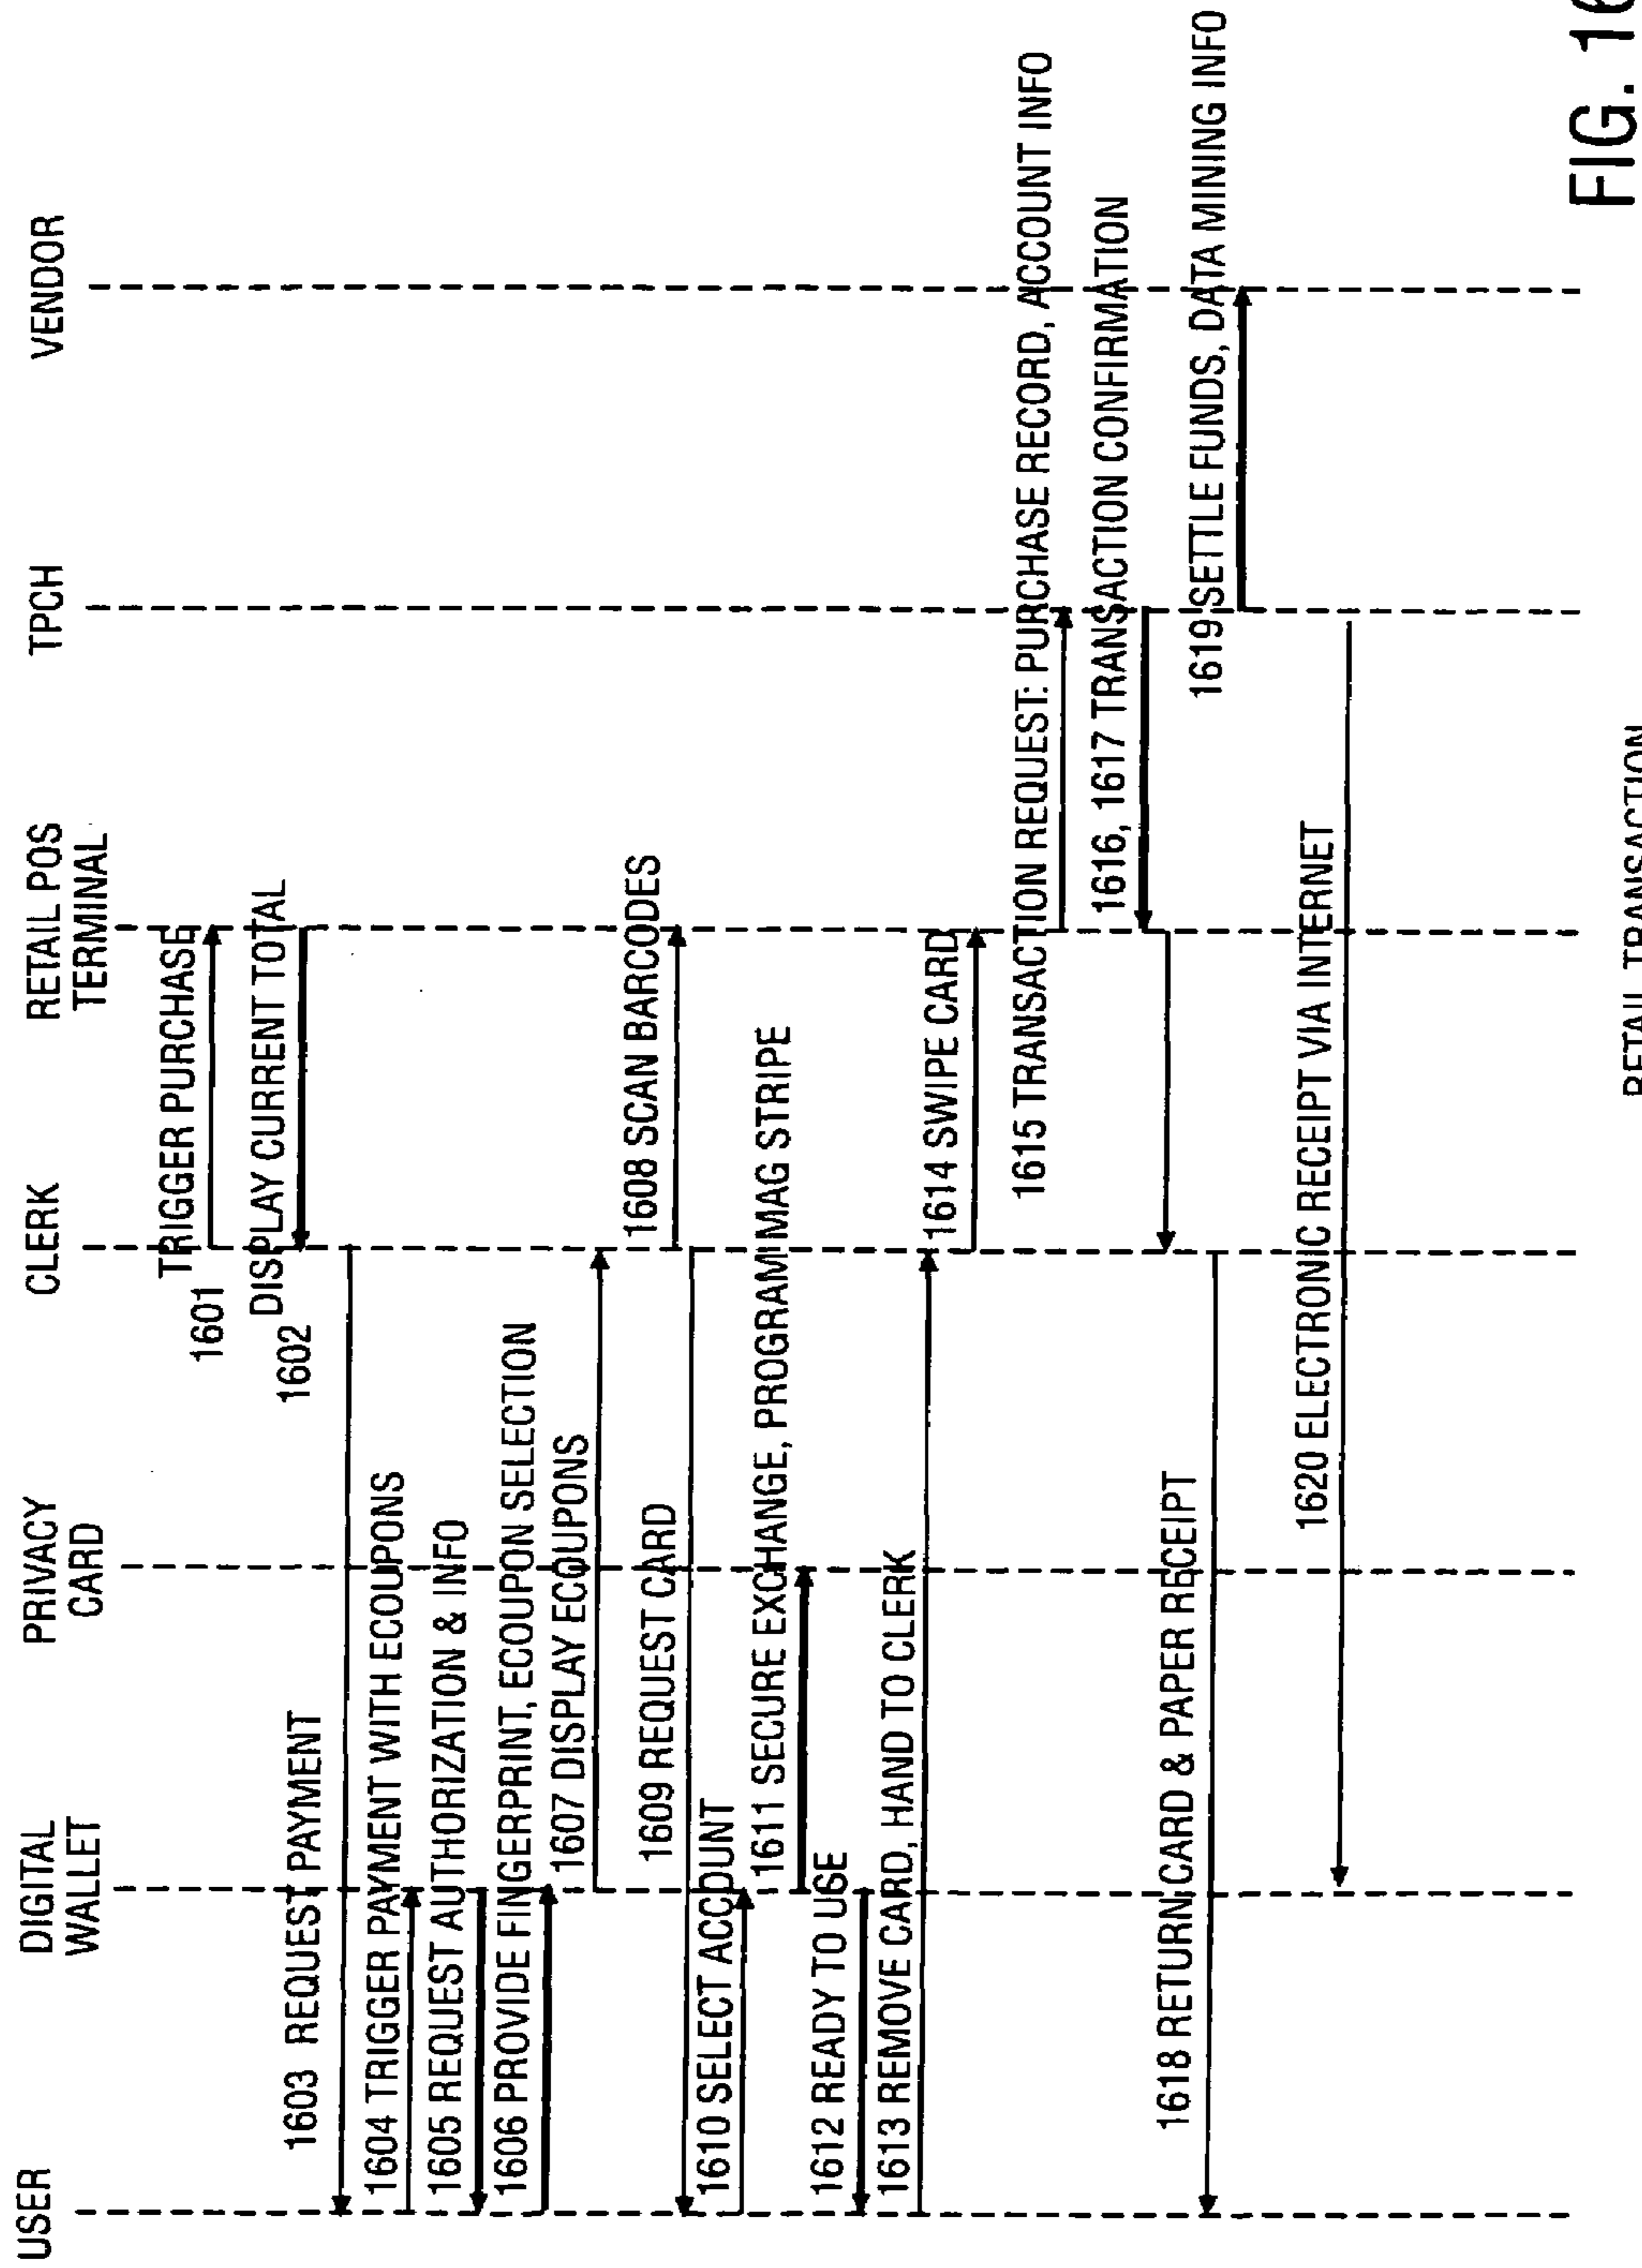 USER
DIGITAL
WALLET
PRIVACY
CARD
CLERK
RETAIL POS
TERMINAL
TPCH
VENDOR
TRIGGER PURCHASE
1601
DISPLAY CURRENT TOTAL
1602
1603 REQUEST PAYMENT
1604 TRIGGER PAYMENT WITH ECOUPONS
1605 REQUEST AUTHORIZATION & INFO
1606 PROVIDE FINGERPRINT, ECOUPON SELECTION
1607 DISPLAY ECOUPONS
1608 SCAN BARCODES
1609 REQUEST CARD
1610 SELECT ACCOUNT
1611 SECURE EXCHANGE, PROGRAM MAG STRIPE
1612 READY TO USE
1613 REMOVE CARD, HAND TO CLERK
1614 SWIPE CARD
1615 TRANSACTION REQUEST: PURCHASE RECORD, ACCOUNT INFO
1616, 1617 TRANSACTION CONFIRMATION
1618 RETURN CARD & PAPER RECEIPT
1619 SETTLE FUNDS, DATA MINING INFO
1620 ELECTRONIC RECEIPT VIA INTERNET
RETAIL TRANSACTION
FIG. 16